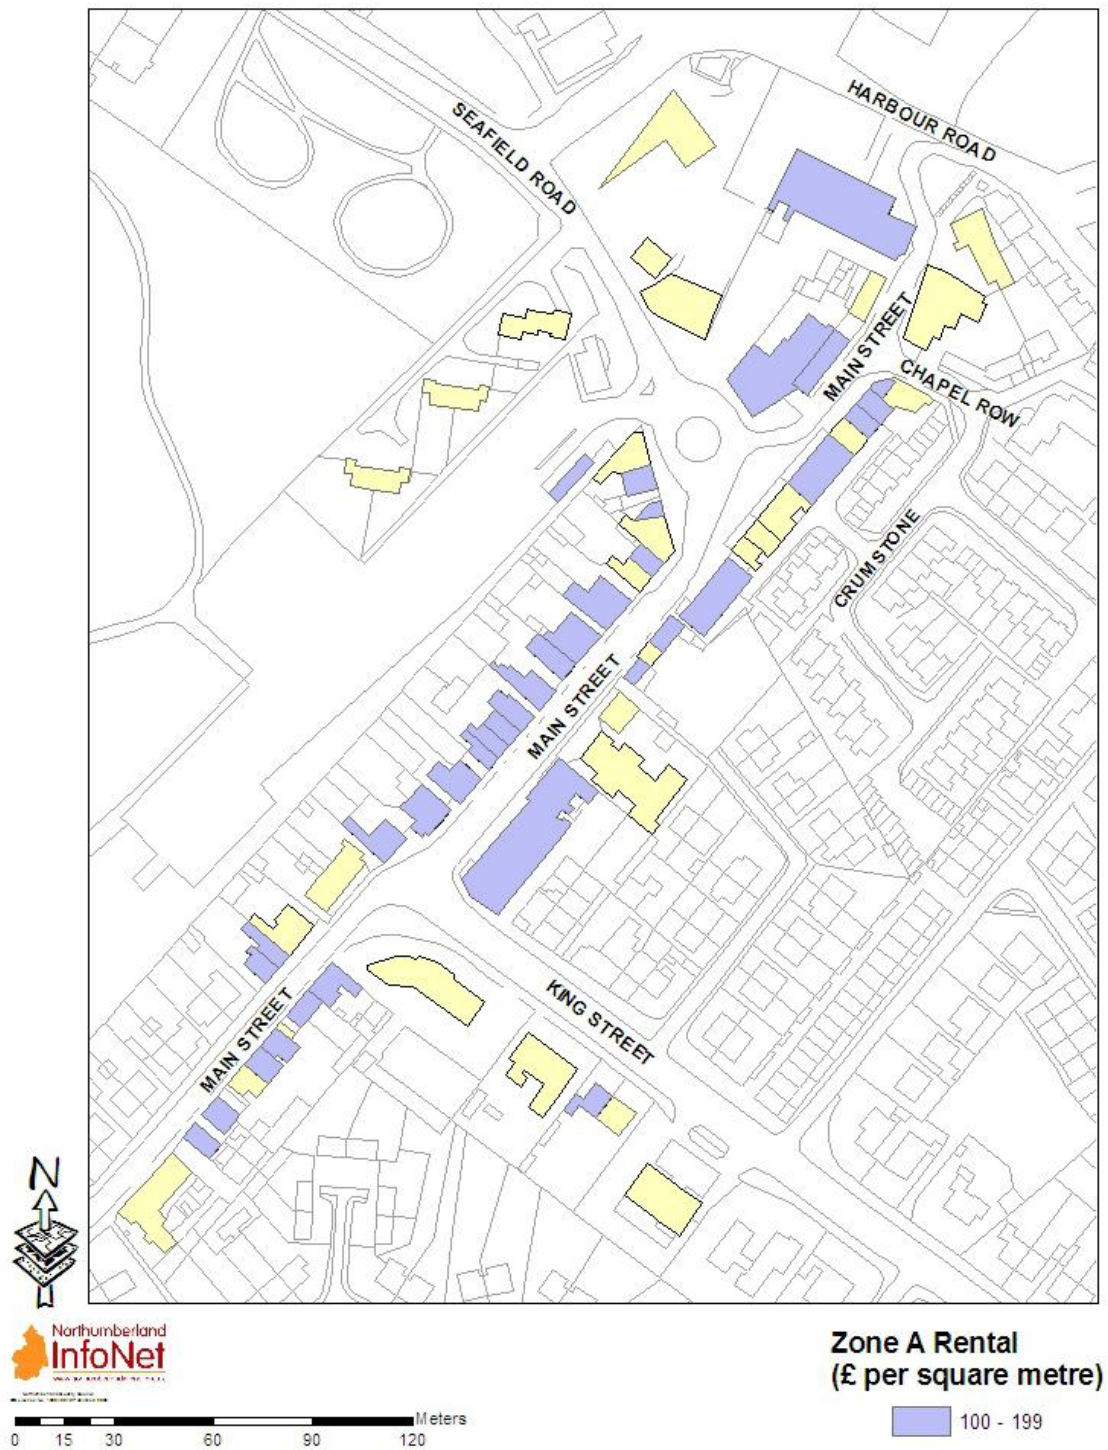 HARBOUR ROAD
SEAFIELD ROAD
MAIN STREET
CHAPEL ROW
CRUMSTONE
MAIN STREET
KING STREET
MAIN STREET
N
Northumberland
InfoNet
Zone A Rental
(£ per square metre)
100 - 199
Meters
0 15 30 60 90 120